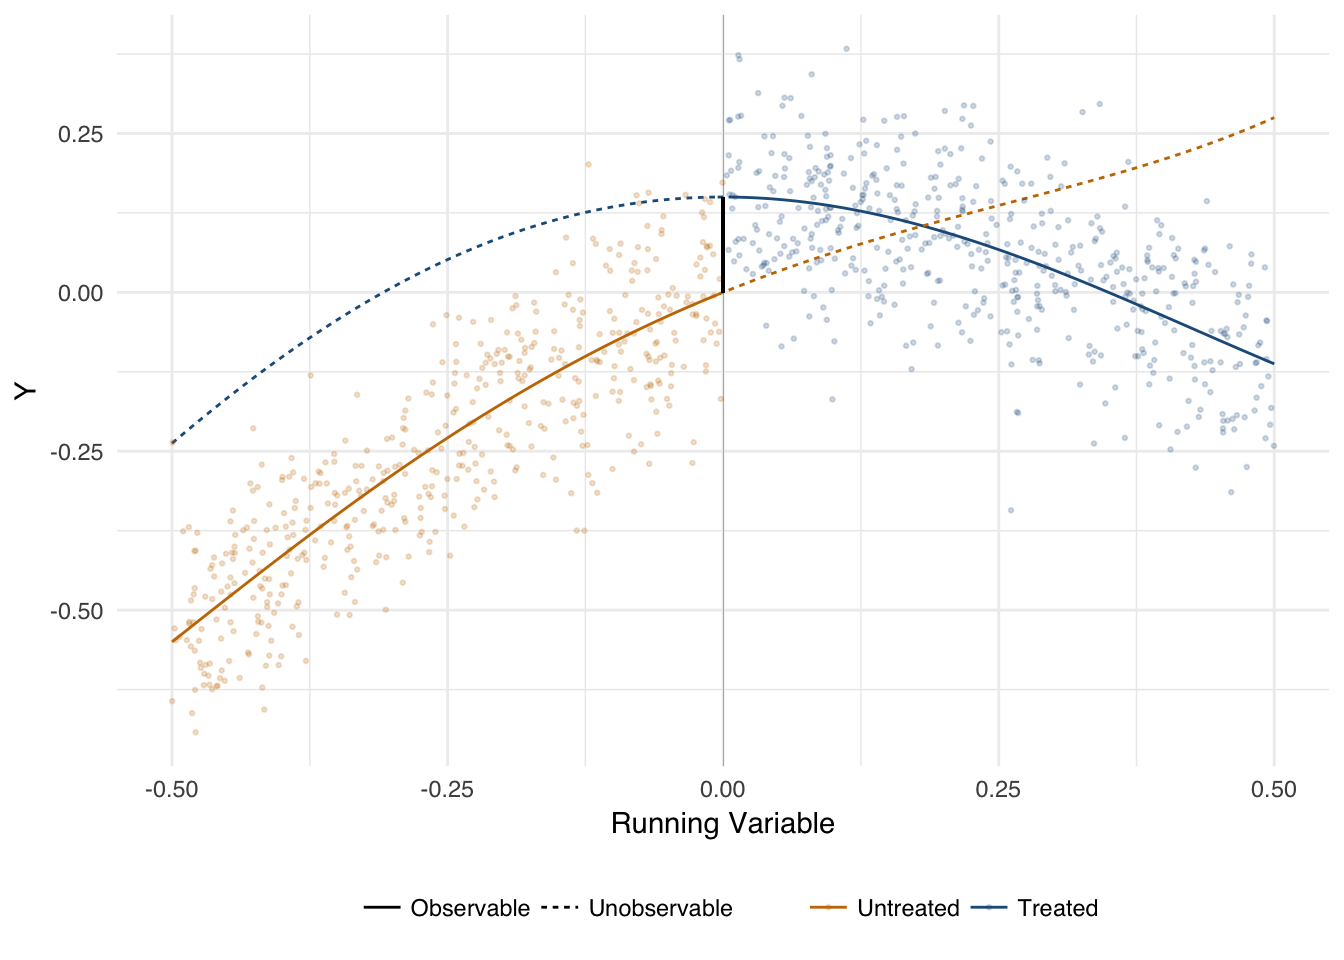 0.25
0.00
-0.25
-0.50
Y
-0.50 -0.25 0.00 0.25 0.50
Running Variable
Observable Unobservable Untreated Treated